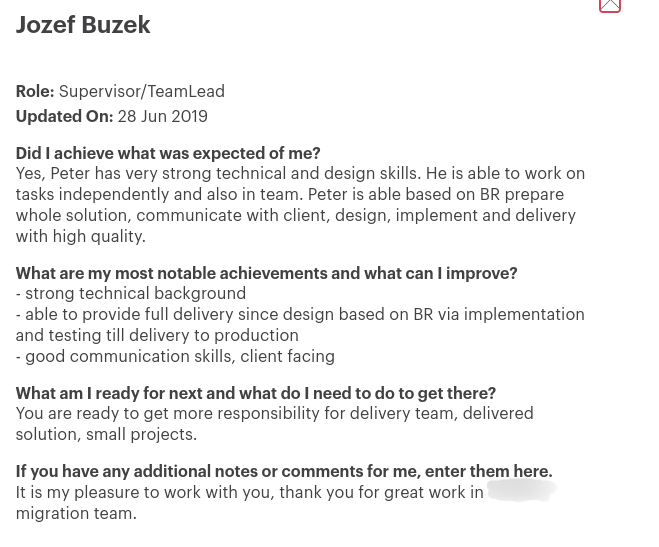 Jozef Buzek
Role: Supervisor/TeamLead
Updated On: 28 Jun 2019
Did I achieve what was expected of me?
Yes, Peter has very strong technical and design skills. He is able to work on
tasks independently and also in team. Peter is able based on BR prepare
whole solution, communicate with client, design, implement and delivery
with high quality.
What are my most notable achievements and what can I improve?
- strong technical background
- able to provide full delivery since design based on BR via implementation
and testing till delivery to production
- good communication skills, client facing
What am I ready for next and what do I need to do to get there?
You are ready to get more responsibility for delivery team, delivered
solution, small projects.
If you have any additional notes or comments for me, enter them here.
It is my pleasure to work with you, thank you for great work in
migration team.